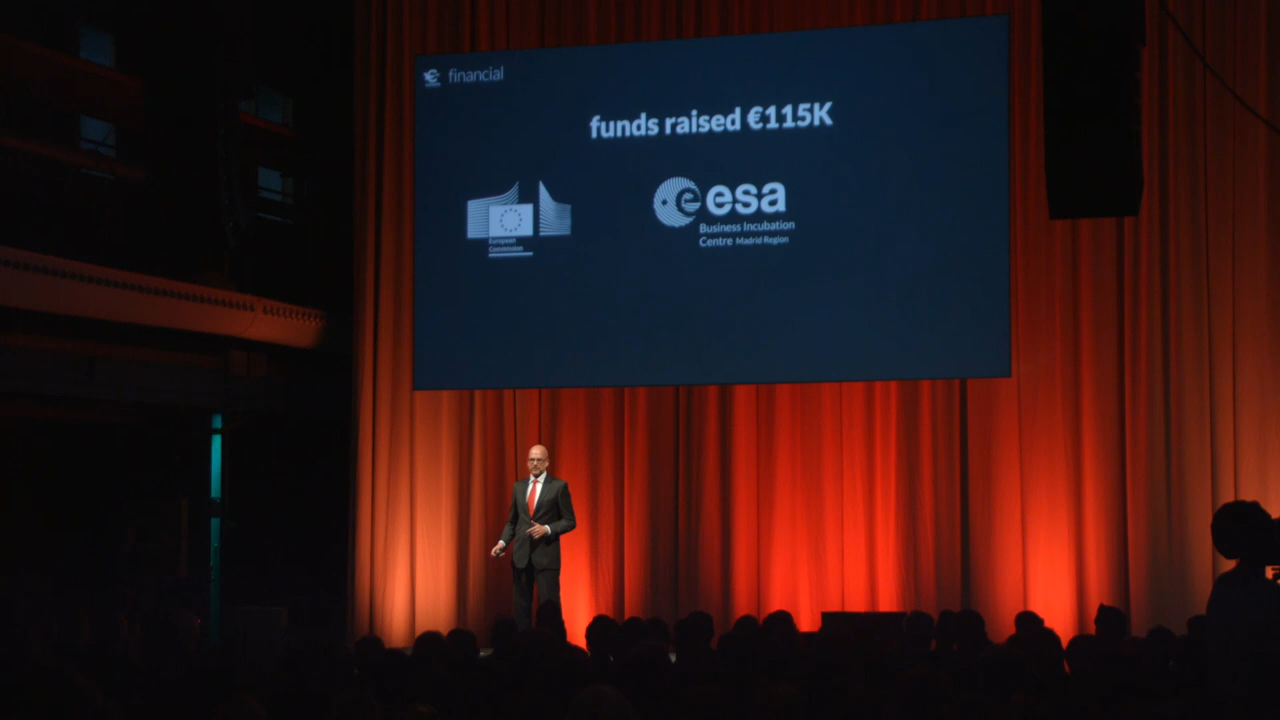 financial
funds raised €115K
European
Commission
esa
Business Incubation
Centre Madrid Region